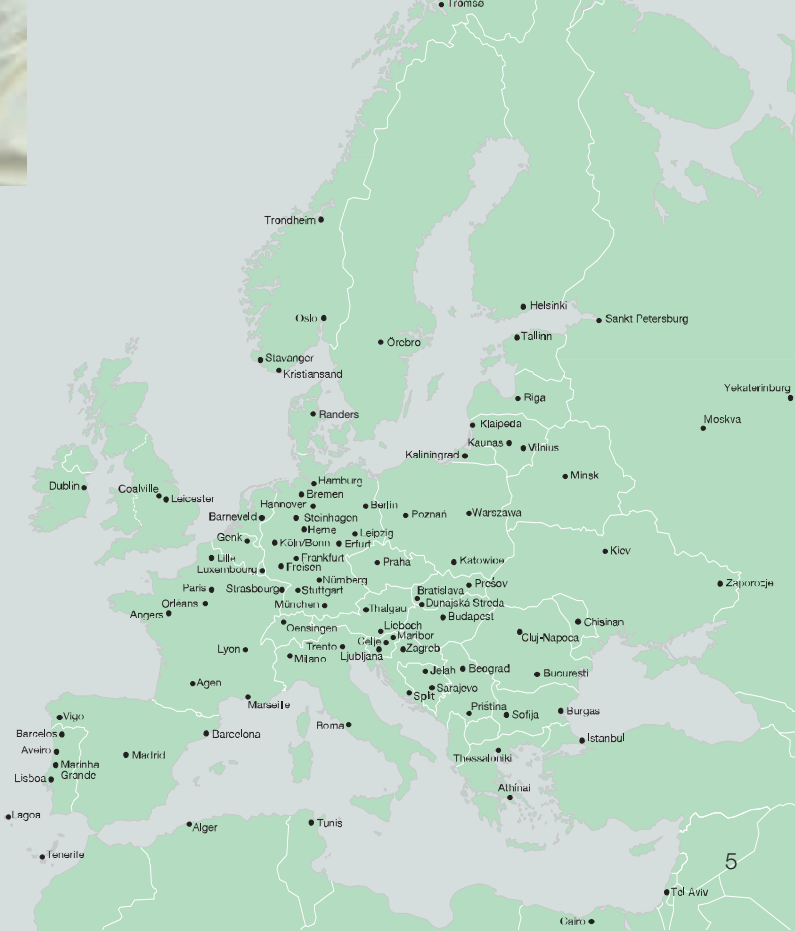 Tromsø
Trondheim
Helsinki
Oslo
Sankt Petersburg
Tallinn
Örebro
Stavanger
Kristiansand
Yekaterinburg
Riga
Randers
Moskva
Klaipeda
Kaunas
Vilnius
Kaliningrad
Minsk
Hamburg
Dublin
Coalville
Leicester
Bremen
Hannover
Berlin
Poznań
Warszawa
Barneveld
Steinhagen
Herne
Leipzig
Genk
Köln/Bonn
Erfurt
Kiev
Lille
Frankfurt
Praha
Katowice
Luxembourg
Freisen
Nürnberg
Prešov
Zaporozje
Paris
Strasbourg
Stuttgart
Bratislava
Orléans
München
Thalgau
Dunajská Streda
Angers
Budapest
Oensingen
Lieboch
Chisinau
Maribor
Cluj-Napoca
Celje
Lyon
Milano
Trento
Ljubljana
Zagreb
Jelah
Beograd
Bucuresti
Agen
Sarajevo
Split
Marseille
Vigo
Priština
Sofija
Burgas
Roma
Barcelos
Barcelona
Istanbul
Aveiro
Madrid
Thessaloniki
Marinha
Grande
Lisboa
Athínai
Lagoa
Alger
Tunis
Tenerife
5
Tel Aviv
Cairo